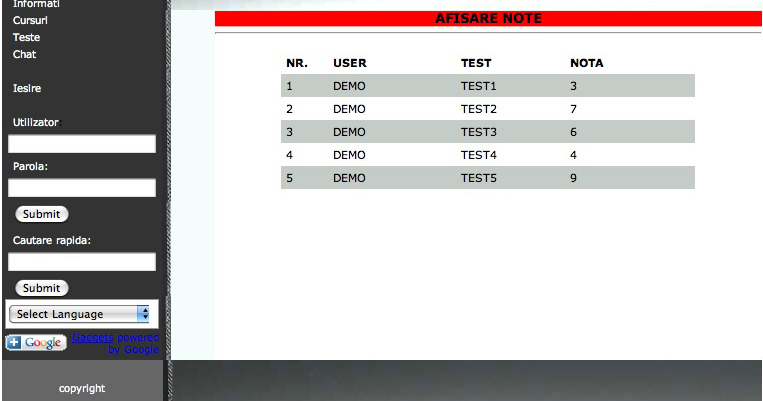 Informati
Cursuri
Teste
Chat
Iesire
Utilizator
Parola:
Submit
Cautare rapida:
Submit
Select Language
Google
Gadgets powered
by Google
copyright
AFISARE NOTE
NR. USER TEST NOTA
1 DEMO TEST1 3
2 DEMO TEST2 7
3 DEMO TEST3 6
4 DEMO TEST4 4
5 DEMO TEST5 9